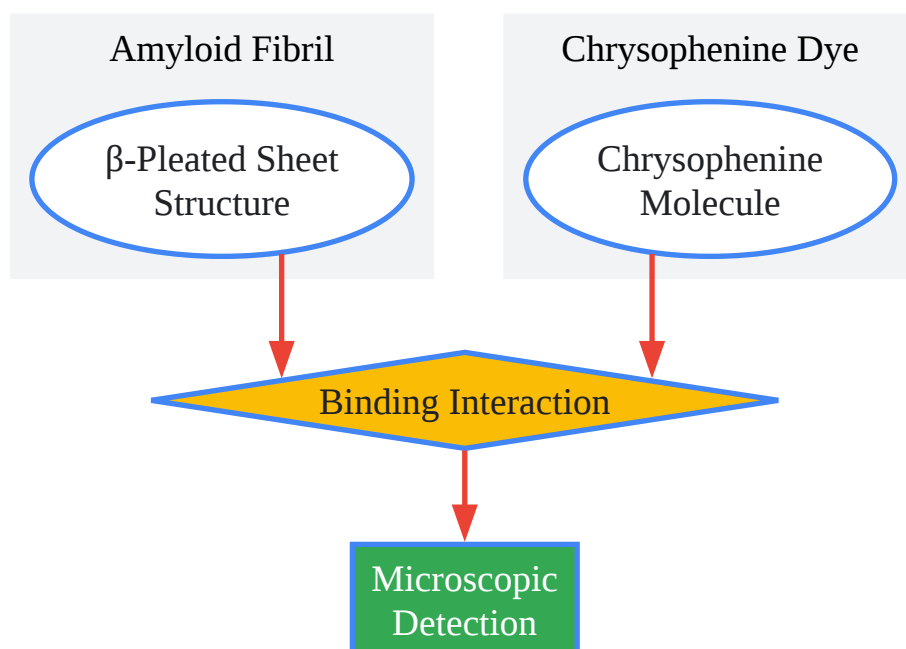 Amyloid Fibril
Chrysophenine Dye
β-Pleated Sheet
Structure
Chrysophenine
Molecule
Binding Interaction
Microscopic
Detection